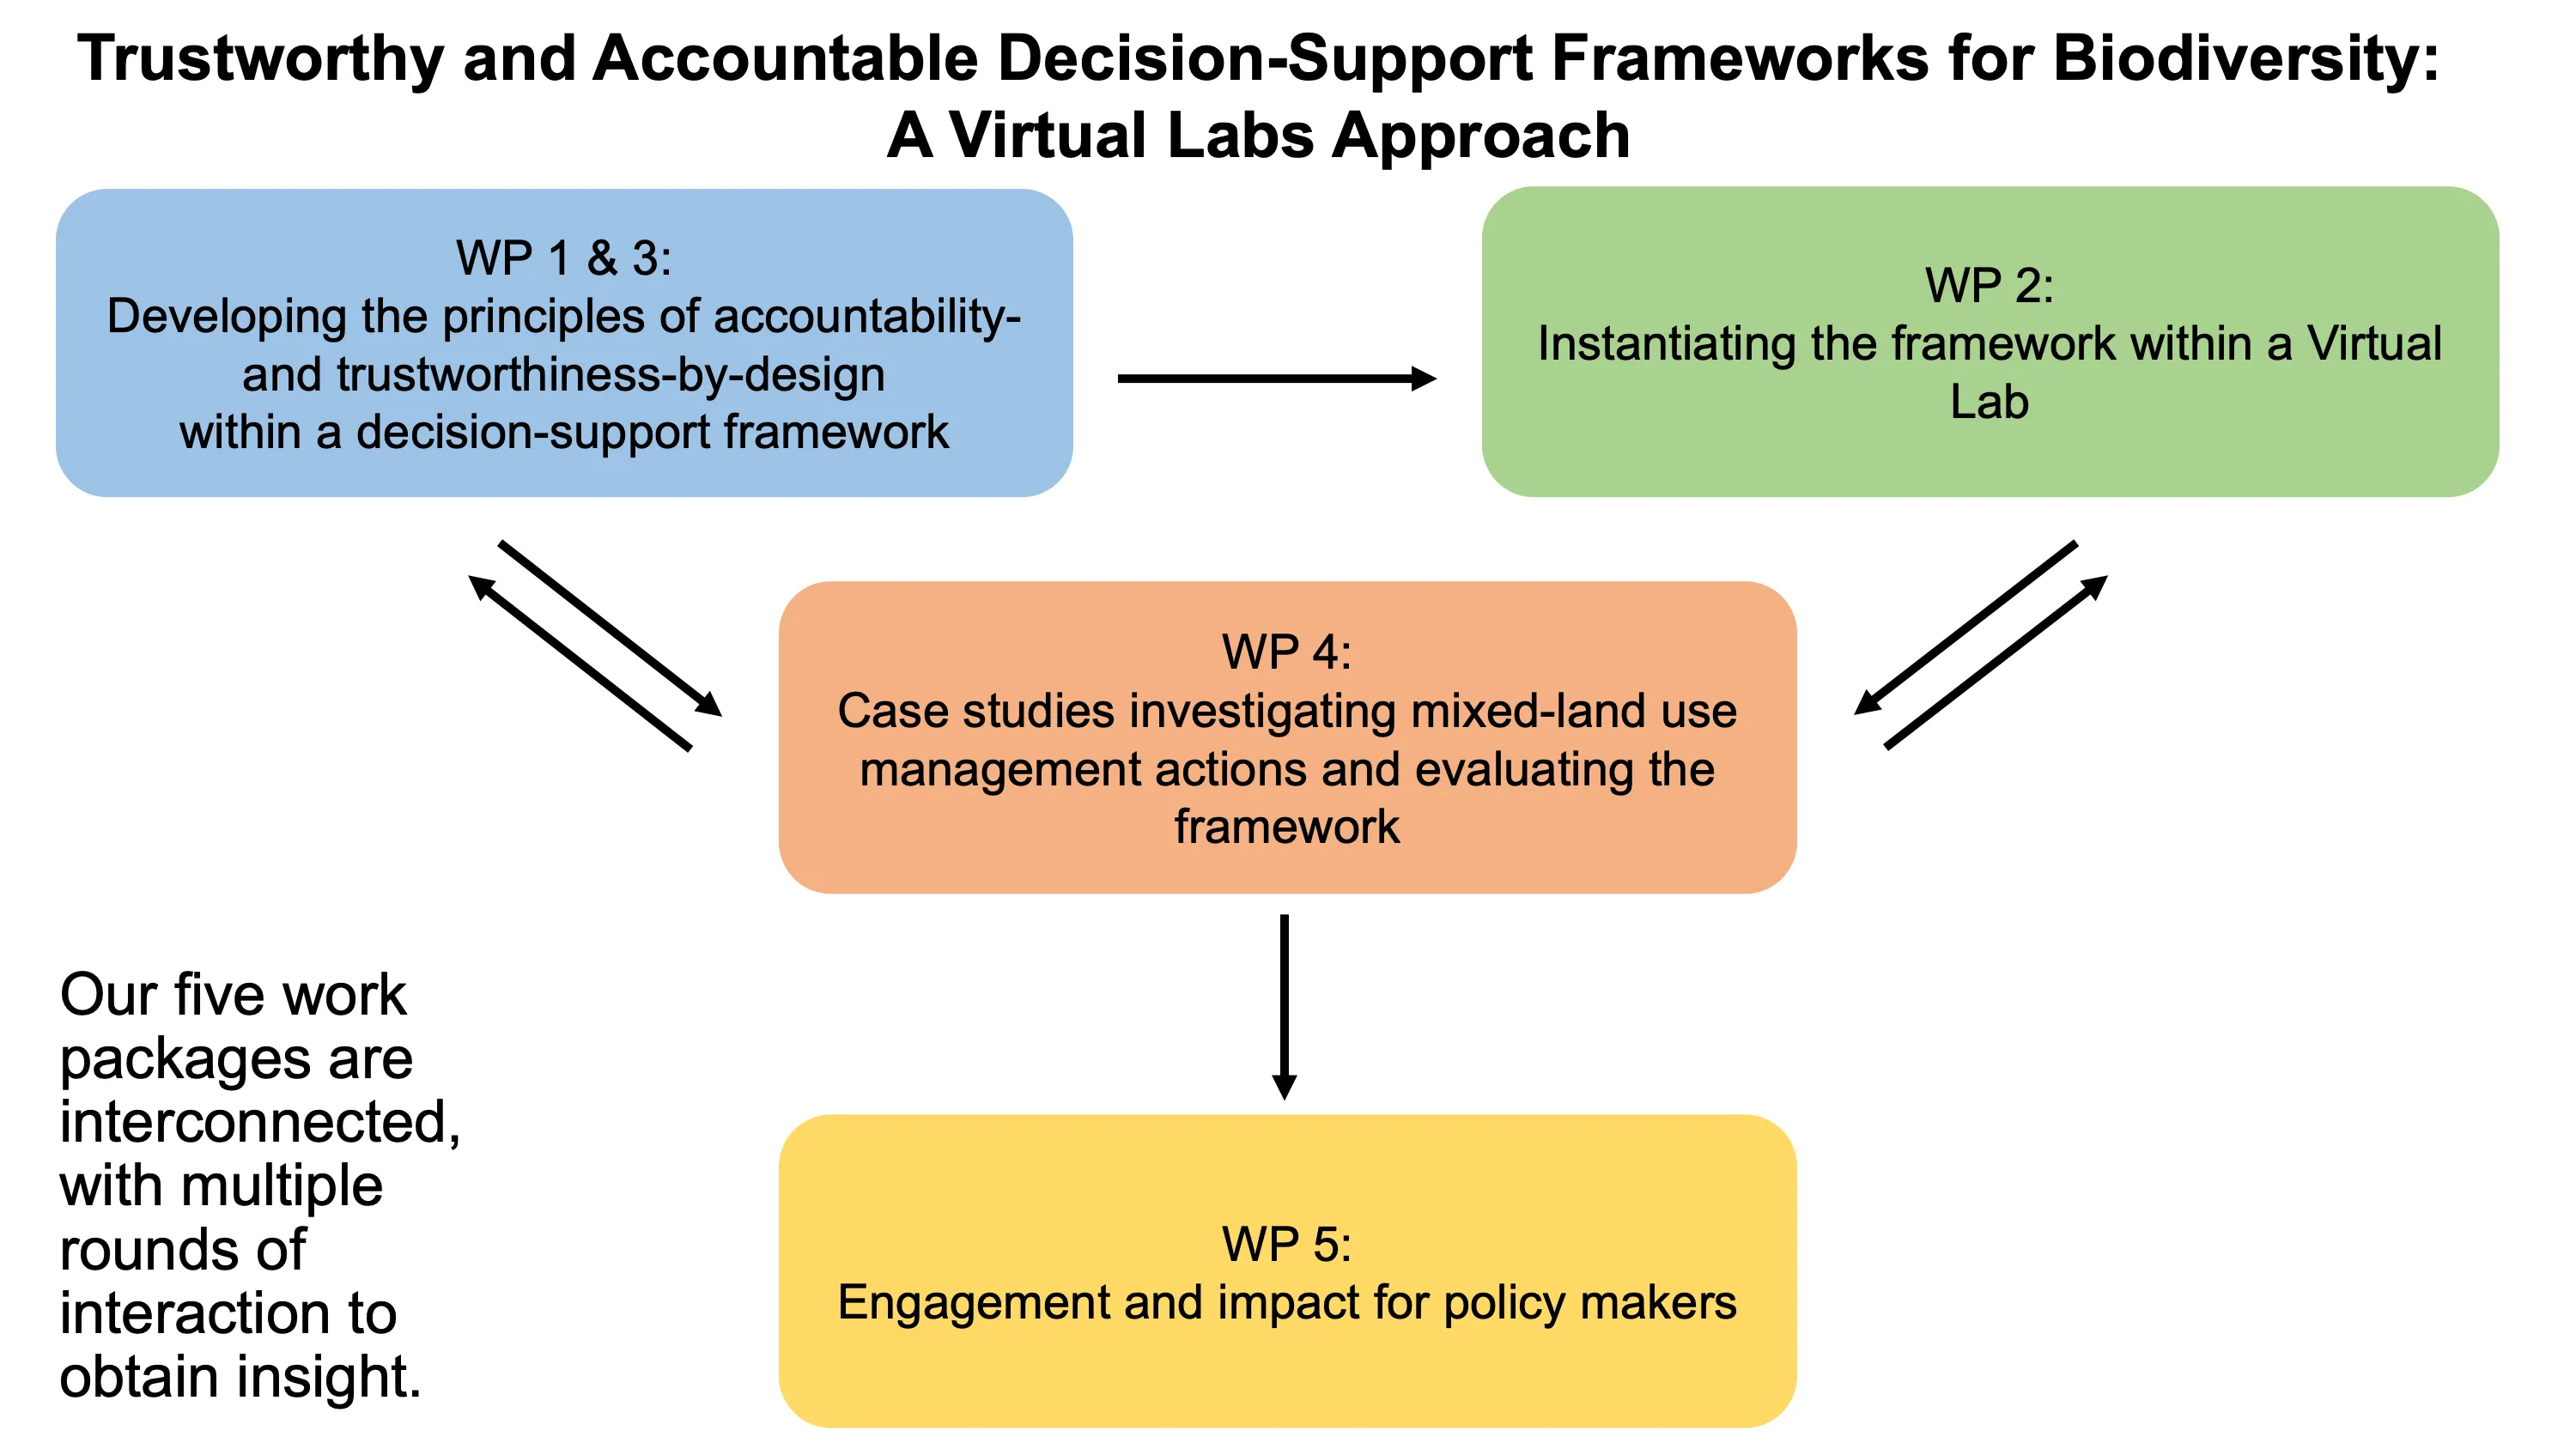 Trustworthy and Accountable Decision-Support Frameworks for Biodiversity:
A Virtual Labs Approach
WP 1 & 3:
Developing the principles of accountability-
and trustworthiness-by-design
within a decision-support framework
WP 2:
Instantiating the framework within a Virtual
Lab
WP 4:
Case studies investigating mixed-land use
management actions and evaluating the
framework
Our five work
packages are
interconnected,
with multiple
rounds of
interaction to
obtain insight.
WP 5:
Engagement and impact for policy makers